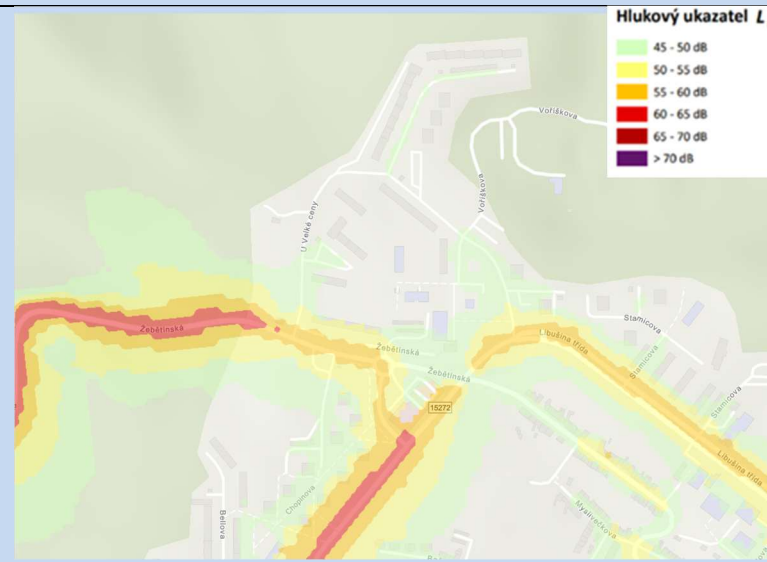 Hlukový ukazatel L
45 - 50 dB
50 - 55 dB
55 - 60 dB
60 - 65 dB
65 - 70 dB
> 70 dB
Voříškova
Voříškova
U Velké ceny
Žebětínská
Stamicova
Libušina třída
Žebětínská
Stamicova
Žebětínská
15272
Stamicova
Libušina třída
Chopinova
Bellova
Myslivečkova